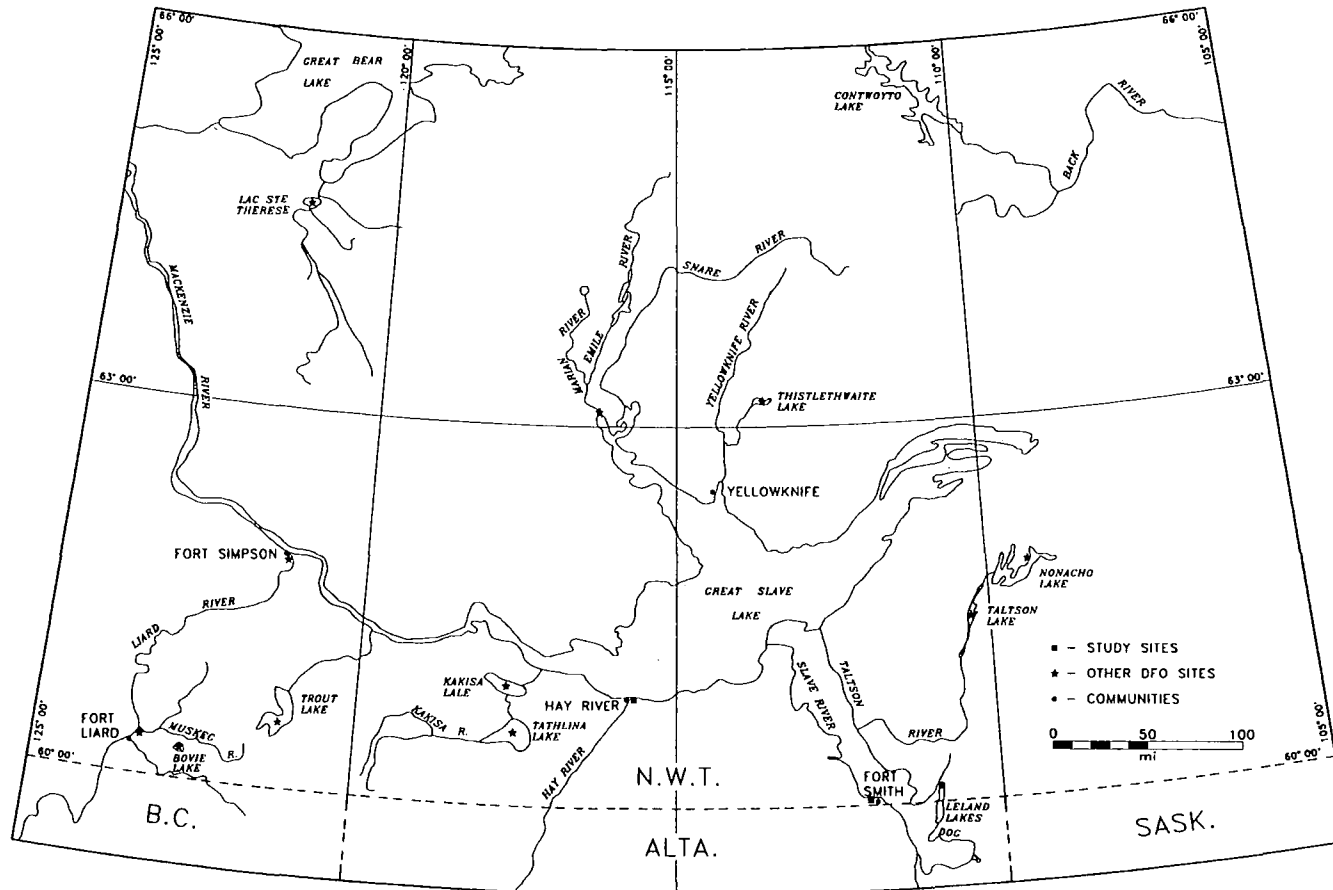 66° 00'
125° 00'
GREAT BEAR
LAKE
120° 00'
115° 00'
110° 00'
66° 00'
105° 00'
CONTWOYTO
LAKE
BACK
RIVER
LAC STE
THERESE
MACKENZIE
RIVER
MARIAN
RIVER
EMILE
RIVER
SNARE
RIVER
YELLOWKNIFE RIVER
63° 00'
63° 00'
THISTLETHWAITE
LAKE
YELLOWKNIFE
FORT SIMPSON
LIARD
RIVER
GREAT SLAVE
LAKE
NONACHO
LAKE
TALTSON
LAKE
■ – STUDY SITES
★ – OTHER DFO SITES
• – COMMUNITIES
0 50 100
mi
TROUT
LAKE
KAKISA
LALE
KAKISA R.
TATHLINA
LAKE
HAY RIVER
HAY RIVER
SLAVE RIVER
TALTSON
RIVER
FORT
LIARD
MUSKEG
R.
BOVIE
LAKE
125° 00'
60° 00'
105° 00'
60° 00'
N.W.T.
FORT
SMITH
LELAND
LAKES
DOG
B.C.
ALTA.
SASK.